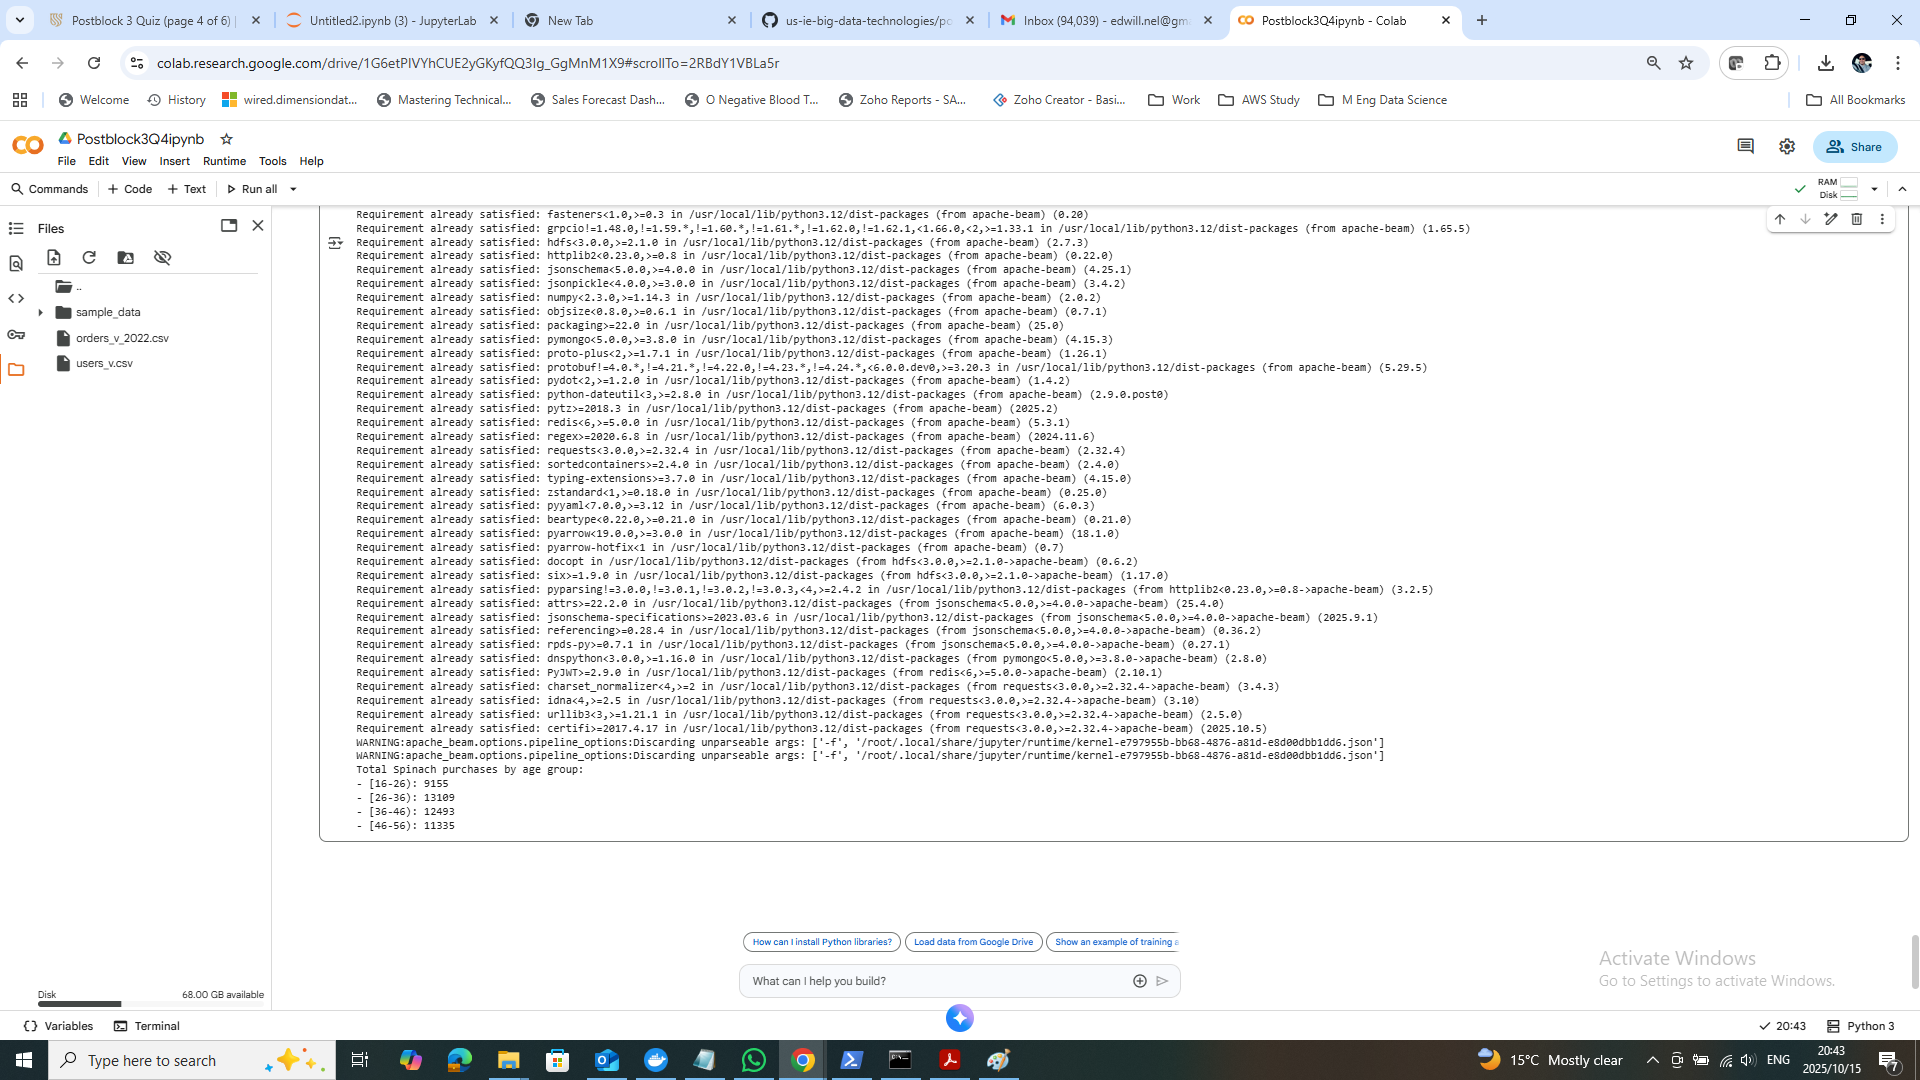 Postblock 3 Quiz (page 4 of 6) |
Untitled2.ipynb (3) - JupyterLab
New Tab
us-ie-big-data-technologies/po
Inbox (94,039) - edwill.nel@gm
Postblock3Q4ipynb - Colab
colab.research.google.com/drive/1G6etPIVYhCUE2yGKyfQQ3Ig_GgMnM1X9#scrollTo=2RBdY1VBLa5r
Welcome
History
wired.dimensiondat...
Mastering Technical...
Sales Forecast Dash...
O Negative Blood T...
Zoho Reports - SA...
Zoho Creator - Basi...
Work
AWS Study
M Eng Data Science
All Bookmarks
Postblock3Q4ipynb
File Edit View Insert Runtime Tools Help
Share
Commands
+ Code
+ Text
Run all
RAM
Disk
Files
..
sample_data
orders_v_2022.csv
users_v.csv
Requirement already satisfied: fasteners<1.0,>=0.3 in /usr/local/lib/python3.12/dist-packages (from apache-beam) (0.20)
Requirement already satisfied: grpcio!=1.48.0,!=1.59.*,!=1.60.*,!=1.61.*,!=1.62.0,!=1.62.1,<1.66.0,<2,>=1.33.1 in /usr/local/lib/python3.12/dist-packages (from apache-beam) (1.65.5)
Requirement already satisfied: hdfs<3.0.0,>=2.1.0 in /usr/local/lib/python3.12/dist-packages (from apache-beam) (2.7.3)
Requirement already satisfied: httplib2<0.23.0,>=0.8 in /usr/local/lib/python3.12/dist-packages (from apache-beam) (0.22.0)
Requirement already satisfied: jsonschema<5.0.0,>=4.0.0 in /usr/local/lib/python3.12/dist-packages (from apache-beam) (4.25.1)
Requirement already satisfied: jsonpickle<4.0.0,>=3.0.0 in /usr/local/lib/python3.12/dist-packages (from apache-beam) (3.4.2)
Requirement already satisfied: numpy<2.3.0,>=1.14.3 in /usr/local/lib/python3.12/dist-packages (from apache-beam) (2.0.2)
Requirement already satisfied: objsize<0.8.0,>=0.6.1 in /usr/local/lib/python3.12/dist-packages (from apache-beam) (0.7.1)
Requirement already satisfied: packaging>=22.0 in /usr/local/lib/python3.12/dist-packages (from apache-beam) (25.0)
Requirement already satisfied: pymongo<5.0.0,>=3.8.0 in /usr/local/lib/python3.12/dist-packages (from apache-beam) (4.15.3)
Requirement already satisfied: proto-plus<2,>=1.7.1 in /usr/local/lib/python3.12/dist-packages (from apache-beam) (1.26.1)
Requirement already satisfied: protobuf!=4.0.*,!=4.21.*,!=4.22.0,!=4.23.*,!=4.24.*,<6.0.0.dev0,>=3.20.3 in /usr/local/lib/python3.12/dist-packages (from apache-beam) (5.29.5)
Requirement already satisfied: pydot<2,>=1.2.0 in /usr/local/lib/python3.12/dist-packages (from apache-beam) (1.4.2)
Requirement already satisfied: python-dateutil<3,>=2.8.0 in /usr/local/lib/python3.12/dist-packages (from apache-beam) (2.9.0.post0)
Requirement already satisfied: pytz>=2018.3 in /usr/local/lib/python3.12/dist-packages (from apache-beam) (2025.2)
Requirement already satisfied: redis<6,>=5.0.0 in /usr/local/lib/python3.12/dist-packages (from apache-beam) (5.3.1)
Requirement already satisfied: regex>=2020.6.8 in /usr/local/lib/python3.12/dist-packages (from apache-beam) (2024.11.6)
Requirement already satisfied: requests<3.0.0,>=2.32.4 in /usr/local/lib/python3.12/dist-packages (from apache-beam) (2.32.4)
Requirement already satisfied: sortedcontainers>=2.4.0 in /usr/local/lib/python3.12/dist-packages (from apache-beam) (2.4.0)
Requirement already satisfied: typing-extensions>=3.7.0 in /usr/local/lib/python3.12/dist-packages (from apache-beam) (4.15.0)
Requirement already satisfied: zstandard<1,>=0.18.0 in /usr/local/lib/python3.12/dist-packages (from apache-beam) (0.25.0)
Requirement already satisfied: pyyaml<7.0.0,>=3.12 in /usr/local/lib/python3.12/dist-packages (from apache-beam) (6.0.3)
Requirement already satisfied: beartype<0.22.0,>=0.21.0 in /usr/local/lib/python3.12/dist-packages (from apache-beam) (0.21.0)
Requirement already satisfied: pyarrow<19.0.0,>=3.0.0 in /usr/local/lib/python3.12/dist-packages (from apache-beam) (18.1.0)
Requirement already satisfied: pyarrow-hotfix<1 in /usr/local/lib/python3.12/dist-packages (from apache-beam) (0.7)
Requirement already satisfied: docopt in /usr/local/lib/python3.12/dist-packages (from hdfs<3.0.0,>=2.1.0->apache-beam) (0.6.2)
Requirement already satisfied: six>=1.9.0 in /usr/local/lib/python3.12/dist-packages (from hdfs<3.0.0,>=2.1.0->apache-beam) (1.17.0)
Requirement already satisfied: pyparsing!=3.0.0,!=3.0.1,!=3.0.2,!=3.0.3,<4,>=2.4.2 in /usr/local/lib/python3.12/dist-packages (from httplib2<0.23.0,>=0.8->apache-beam) (3.2.5)
Requirement already satisfied: attrs>=22.2.0 in /usr/local/lib/python3.12/dist-packages (from jsonschema<5.0.0,>=4.0.0->apache-beam) (25.4.0)
Requirement already satisfied: jsonschema-specifications>=2023.03.6 in /usr/local/lib/python3.12/dist-packages (from jsonschema<5.0.0,>=4.0.0->apache-beam) (2025.9.1)
Requirement already satisfied: referencing>=0.28.4 in /usr/local/lib/python3.12/dist-packages (from jsonschema<5.0.0,>=4.0.0->apache-beam) (0.36.2)
Requirement already satisfied: rpds-py>=0.7.1 in /usr/local/lib/python3.12/dist-packages (from jsonschema<5.0.0,>=4.0.0->apache-beam) (0.27.1)
Requirement already satisfied: dnspython<3.0.0,>=1.16.0 in /usr/local/lib/python3.12/dist-packages (from pymongo<5.0.0,>=3.8.0->apache-beam) (2.8.0)
Requirement already satisfied: PyJWT>=2.9.0 in /usr/local/lib/python3.12/dist-packages (from redis<6,>=5.0.0->apache-beam) (2.10.1)
Requirement already satisfied: charset_normalizer<4,>=2 in /usr/local/lib/python3.12/dist-packages (from requests<3.0.0,>=2.32.4->apache-beam) (3.4.3)
Requirement already satisfied: idna<4,>=2.5 in /usr/local/lib/python3.12/dist-packages (from requests<3.0.0,>=2.32.4->apache-beam) (3.10)
Requirement already satisfied: urllib3<3,>=1.21.1 in /usr/local/lib/python3.12/dist-packages (from requests<3.0.0,>=2.32.4->apache-beam) (2.5.0)
Requirement already satisfied: certifi>=2017.4.17 in /usr/local/lib/python3.12/dist-packages (from requests<3.0.0,>=2.32.4->apache-beam) (2025.10.5)
WARNING:apache_beam.options.pipeline_options:Discarding unparseable args: ['-f', '/root/.local/share/jupyter/runtime/kernel-e797955b-bb68-4876-a81d-e8d00dbb1dd6.json']
WARNING:apache_beam.options.pipeline_options:Discarding unparseable args: ['-f', '/root/.local/share/jupyter/runtime/kernel-e797955b-bb68-4876-a81d-e8d00dbb1dd6.json']
Total Spinach purchases by age group:
- [16-26): 9155
- [26-36): 13109
- [36-46): 12493
- [46-56): 11335
How can I install Python libraries?
Load data from Google Drive
Show an example of training a
What can I help you build?
Activate Windows
Go to Settings to activate Windows.
Disk
68.00 GB available
Variables
Terminal
20:43
Python 3
Type here to search
15°C Mostly clear
ENG
20:43
2025/10/15
7